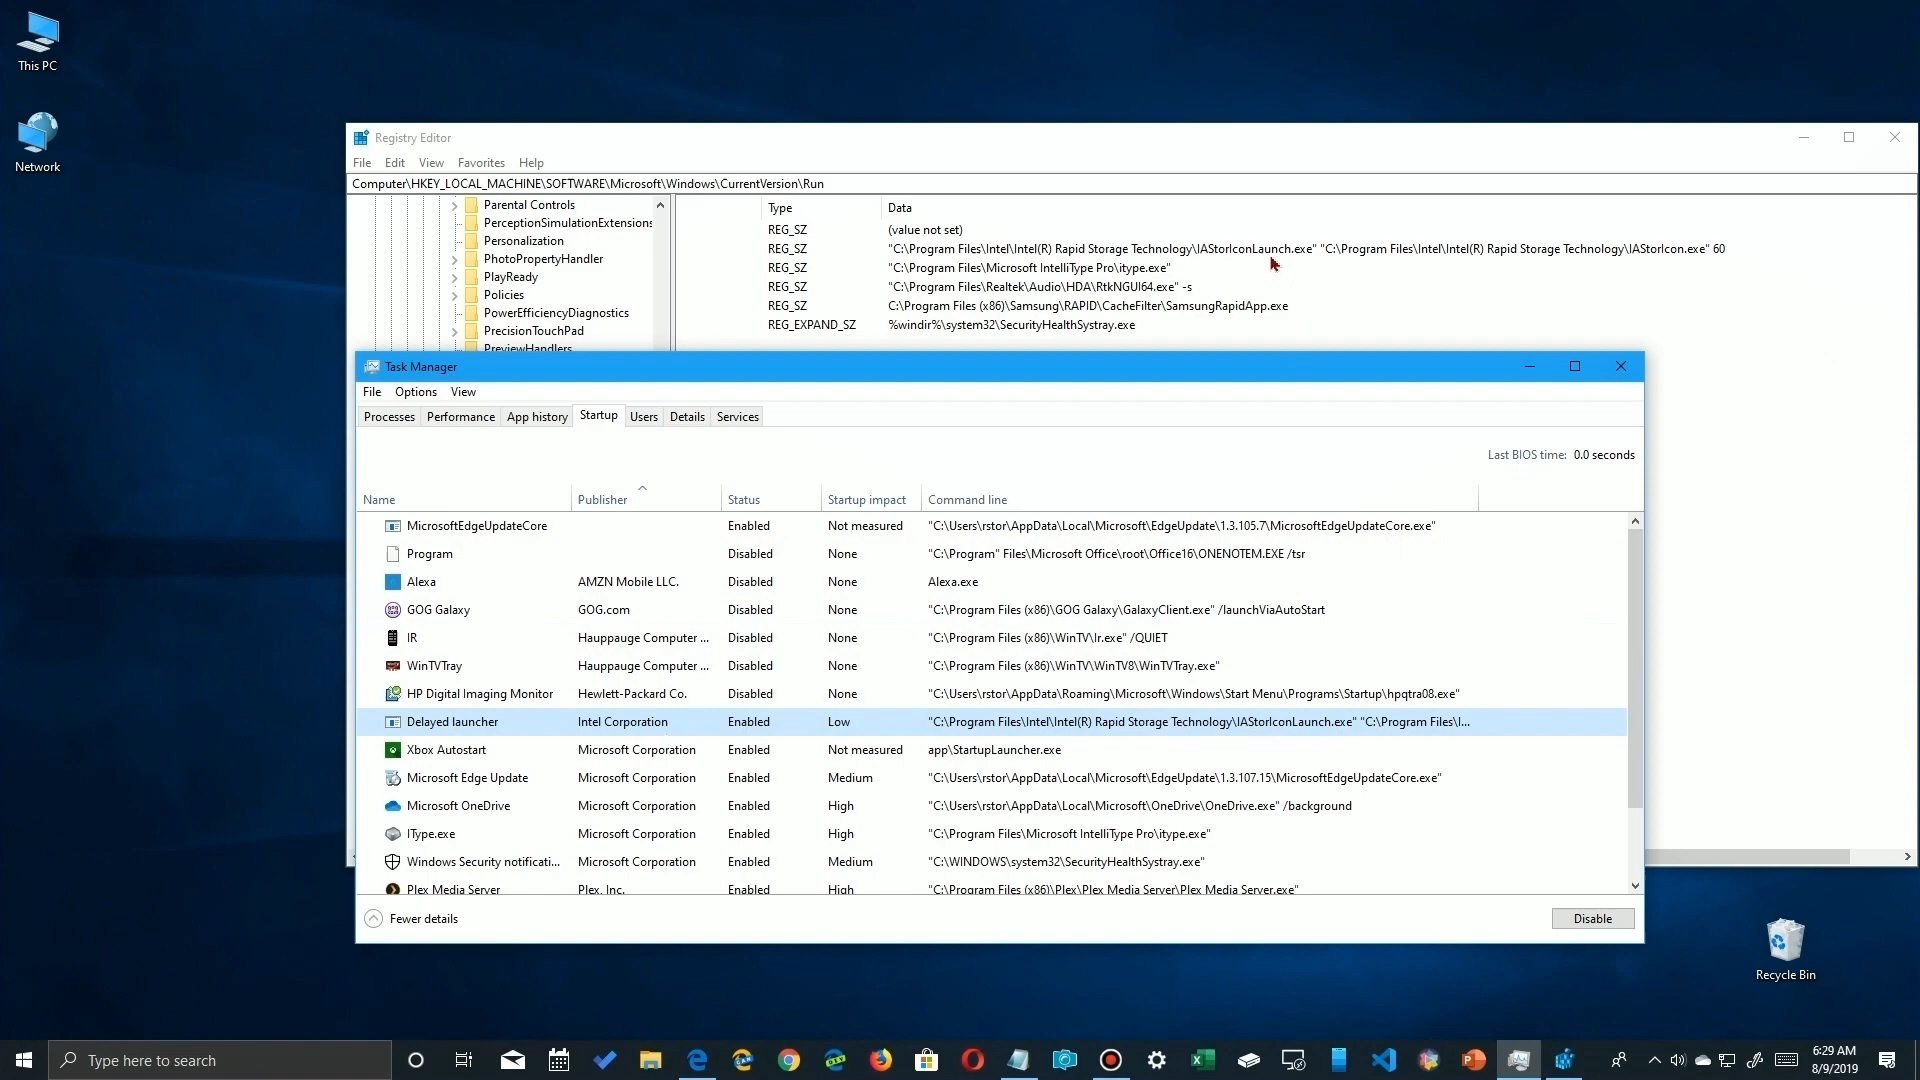 This PC
Network
Registry Editor
File Edit View Favorites Help
Computer\HKEY_LOCAL_MACHINE\SOFTWARE\Microsoft\Windows\CurrentVersion\Run
Parental Controls
PerceptionSimulationExtensions
Personalization
PhotoPropertyHandler
PlayReady
Policies
PowerEfficiencyDiagnostics
PrecisionTouchPad
PreviewHandlers
Type Data
REG_SZ (value not set)
REG_SZ "C:\Program Files\Intel\Intel(R) Rapid Storage Technology\IAStorIconLaunch.exe" "C:\Program Files\Intel\Intel(R) Rapid Storage Technology\IAStorIcon.exe" 60
REG_SZ "C:\Program Files\Microsoft IntelliType Pro\itype.exe"
REG_SZ "C:\Program Files\Realtek\Audio\HDA\RtkNGUI64.exe" -s
REG_SZ C:\Program Files (x86)\Samsung\RAPID\CacheFilter\SamsungRapidApp.exe
REG_EXPAND_SZ %windir%\system32\SecurityHealthSystray.exe
Task Manager
File Options View
Processes Performance App history Startup Users Details Services
Last BIOS time: 0.0 seconds
Name Publisher Status Startup impact Command line
MicrosoftEdgeUpdateCore Enabled Not measured "C:\Users\rstor\AppData\Local\Microsoft\EdgeUpdate\1.3.105.7\MicrosoftEdgeUpdateCore.exe"
Program Disabled None "C:\Program" Files\Microsoft Office\root\Office16\ONENOTEM.EXE /tsr
Alexa AMZN Mobile LLC. Disabled None Alexa.exe
GOG Galaxy GOG.com Disabled None "C:\Program Files (x86)\GOG Galaxy\GalaxyClient.exe" /launchViaAutoStart
IR Hauppauge Computer ... Disabled None "C:\Program Files (x86)\WinTV\Ir.exe" /QUIET
WinTVTray Hauppauge Computer ... Disabled None "C:\Program Files (x86)\WinTV\WinTV8\WinTVTray.exe"
HP Digital Imaging Monitor Hewlett-Packard Co. Disabled None "C:\Users\rstor\AppData\Roaming\Microsoft\Windows\Start Menu\Programs\Startup\hpqtra08.exe"
Delayed launcher Intel Corporation Enabled Low "C:\Program Files\Intel\Intel(R) Rapid Storage Technology\IAStorIconLaunch.exe" "C:\Program Files\I...
Xbox Autostart Microsoft Corporation Enabled Not measured app\StartupLauncher.exe
Microsoft Edge Update Microsoft Corporation Enabled Medium "C:\Users\rstor\AppData\Local\Microsoft\EdgeUpdate\1.3.107.15\MicrosoftEdgeUpdateCore.exe"
Microsoft OneDrive Microsoft Corporation Enabled High "C:\Users\rstor\AppData\Local\Microsoft\OneDrive\OneDrive.exe" /background
IType.exe Microsoft Corporation Enabled High "C:\Program Files\Microsoft IntelliType Pro\itype.exe"
Windows Security notificati... Microsoft Corporation Enabled Medium "C:\WINDOWS\system32\SecurityHealthSystray.exe"
Plex Media Server Plex, Inc. Enabled High "C:\Program Files (x86)\Plex\Plex Media Server\Plex Media Server.exe"
Fewer details Disable
Recycle Bin
Type here to search
6:29 AM
8/9/2019